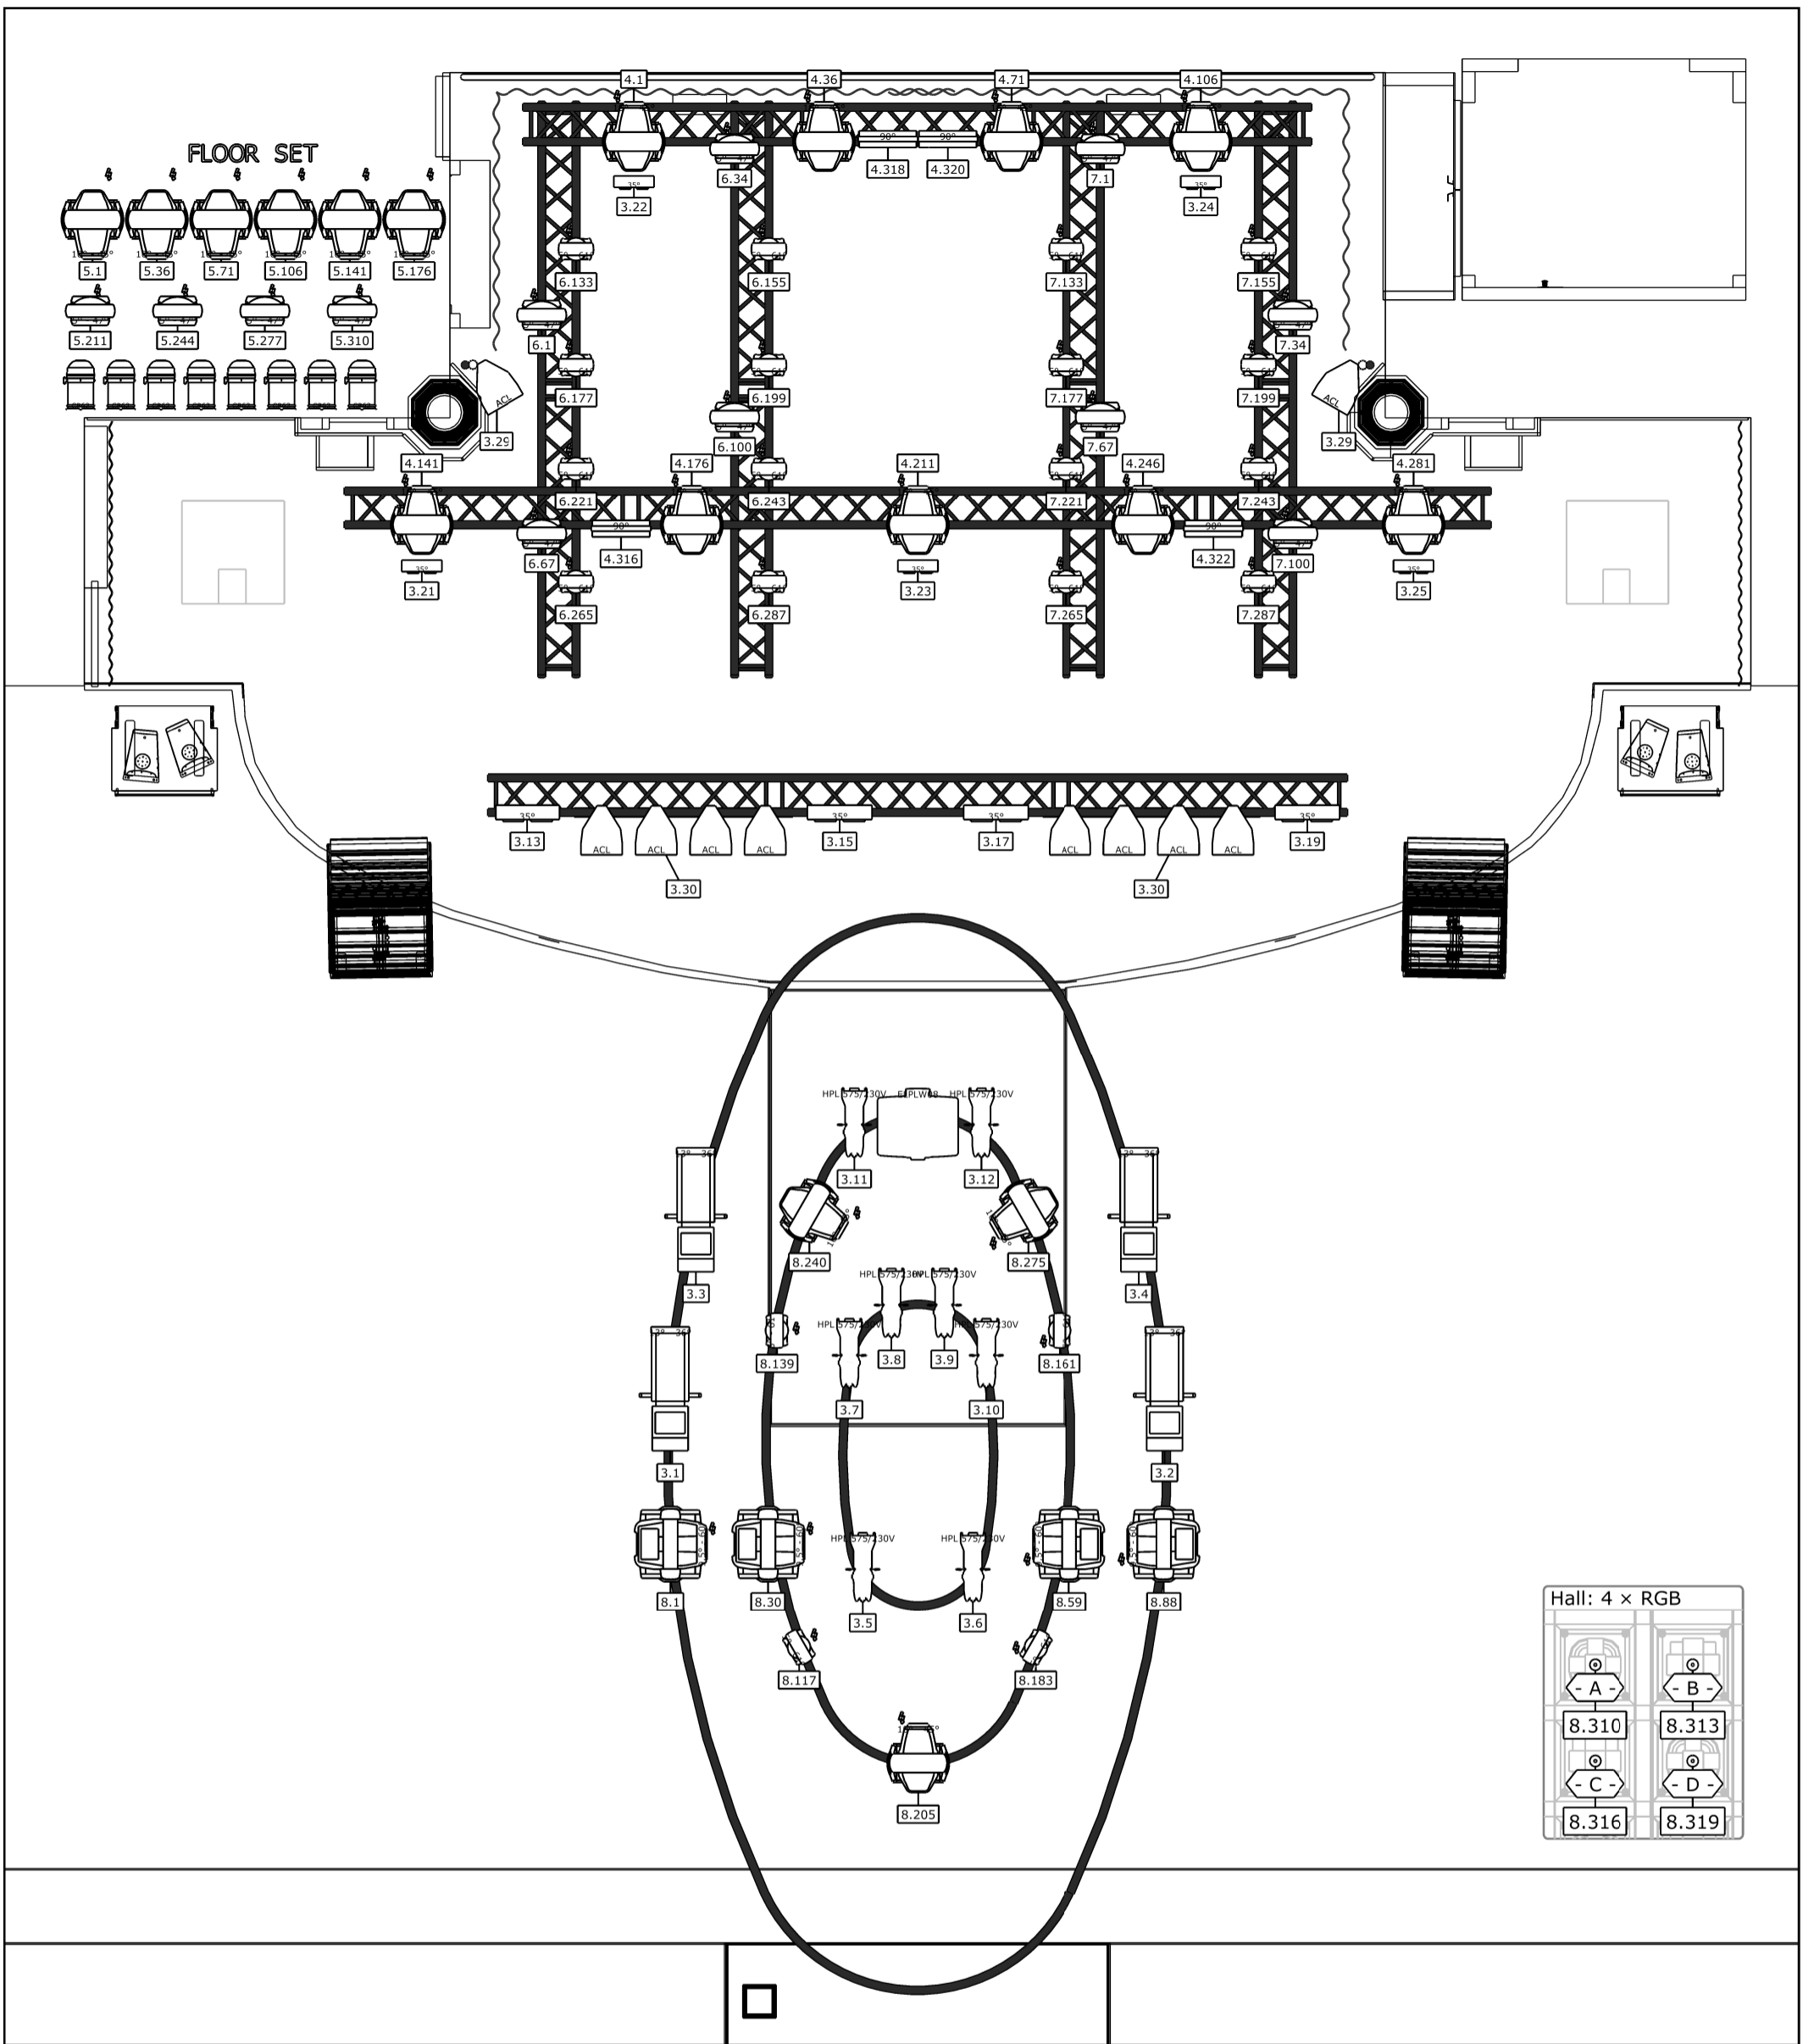 4.1 4.36 4.71 4.106
FLOOR SET
90° 90°
4.318 4.320
6.34 7.1
35° 35°
3.22 3.24
5.1 5.36 5.71 5.106 5.141 5.176
6.133 6.155 7.133 7.155
5.211 5.244 5.277 5.310
6.1 7.34
6.177 6.199 7.177 7.199
ACL ACL
3.29 6.100 7.67 3.29
4.141 4.176 4.211 4.246 4.281
6.221 6.243 7.221 7.243
90° 90°
6.67 4.316 4.322 7.100
35° 35° 35°
3.21 3.23 3.25
6.265 6.287 7.265 7.287
35° 35° 35° 35°
3.13 3.15 3.17 3.19
ACL ACL ACL ACL ACL ACL ACL ACL
3.30 3.30
HPL 575/230V ELPLW08 HPL 575/230V
3.11 3.12
8.240 8.275
HPL 575/230V HPL 575/230V
3.3 3.4
HPL 575/230V HPL 575/230V
8.139 3.8 3.9 8.161
3.7 3.10
3.1 3.2
HPL 575/230V HPL 575/230V
8.1 8.30 8.59 8.88
3.5 3.6
8.117 8.183
8.205
Hall: 4 × RGB
- A - - B -
8.310 8.313
- C - - D -
8.316 8.319